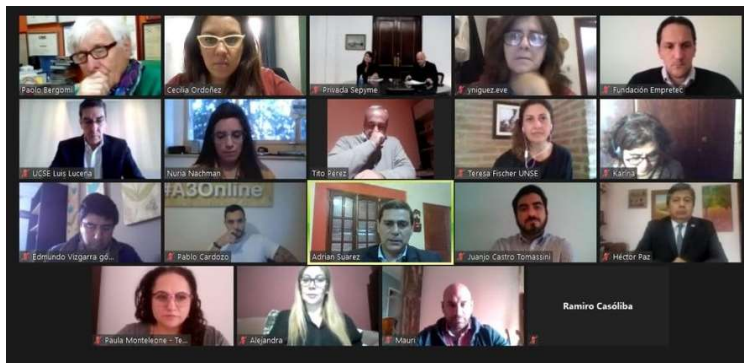 Paolo Bergomi
Cecilia Ordoñez
Privada Sepyme
yniguez.eve
Fundación Empretec
UCSE Luis Lucena
Nuria Nachman
Tito Perez
Teresa Fischer UNSE
Karina
#A3Online
Edmundo Vizgarra gó...
Pablo Cardozo
Adrian Suarez
Juanjo Castro Tomassini
Héctor Paz
Paula Monteleone - Te...
Alejandra
Mauri
Ramiro Casóliba